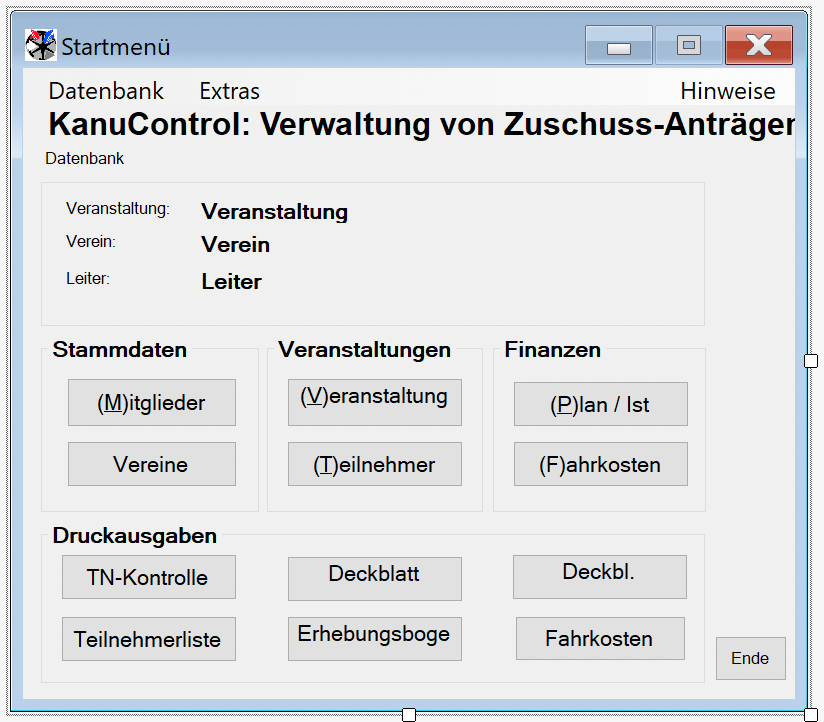 Startmenü
Datenbank Extras Hinweise
KanuControl: Verwaltung von Zuschuss-Anträgen
Datenbank
Veranstaltung: Veranstaltung
Verein: Verein
Leiter: Leiter
Stammdaten Veranstaltungen Finanzen
(M)itglieder (V)eranstaltung (P)lan / Ist
Vereine (T)eilnehmer (F)ahrkosten
Druckausgaben
TN-Kontrolle Deckblatt Deckbl.
Teilnehmerliste Erhebungsboge Fahrkosten
Ende